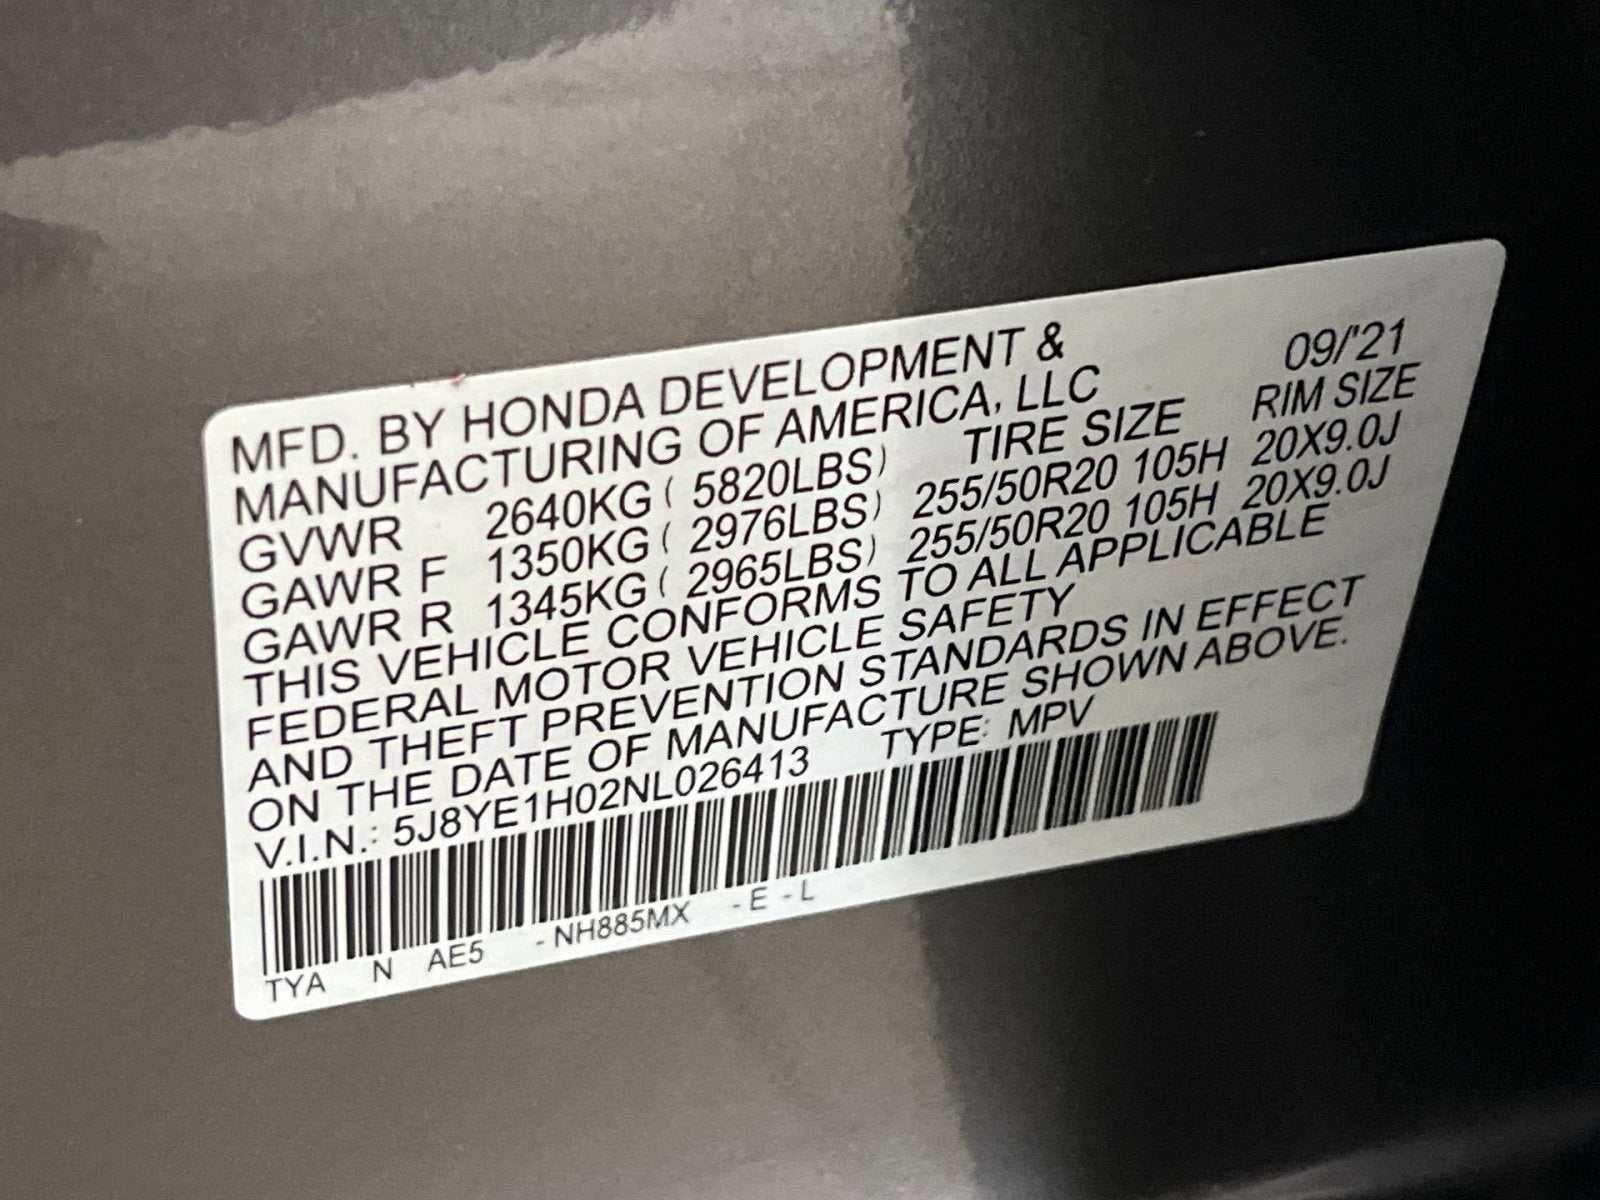 MFD. BY HONDA DEVELOPMENT &
MANUFACTURING OF AMERICA, LLC 09/'21
GVWR 2640KG ( 5820LBS) TIRE SIZE RIM SIZE
GAWR F 1350KG ( 2976LBS) 255/50R20 105H 20X9.0J
GAWR R 1345KG ( 2965LBS) 255/50R20 105H 20X9.0J
THIS VEHICLE CONFORMS TO ALL APPLICABLE
FEDERAL MOTOR VEHICLE SAFETY
AND THEFT PREVENTION STANDARDS IN EFFECT
ON THE DATE OF MANUFACTURE SHOWN ABOVE.
V.I.N.: 5J8YE1H02NL026413 TYPE: MPV
TYA N AE5 -NH885MX -E -L